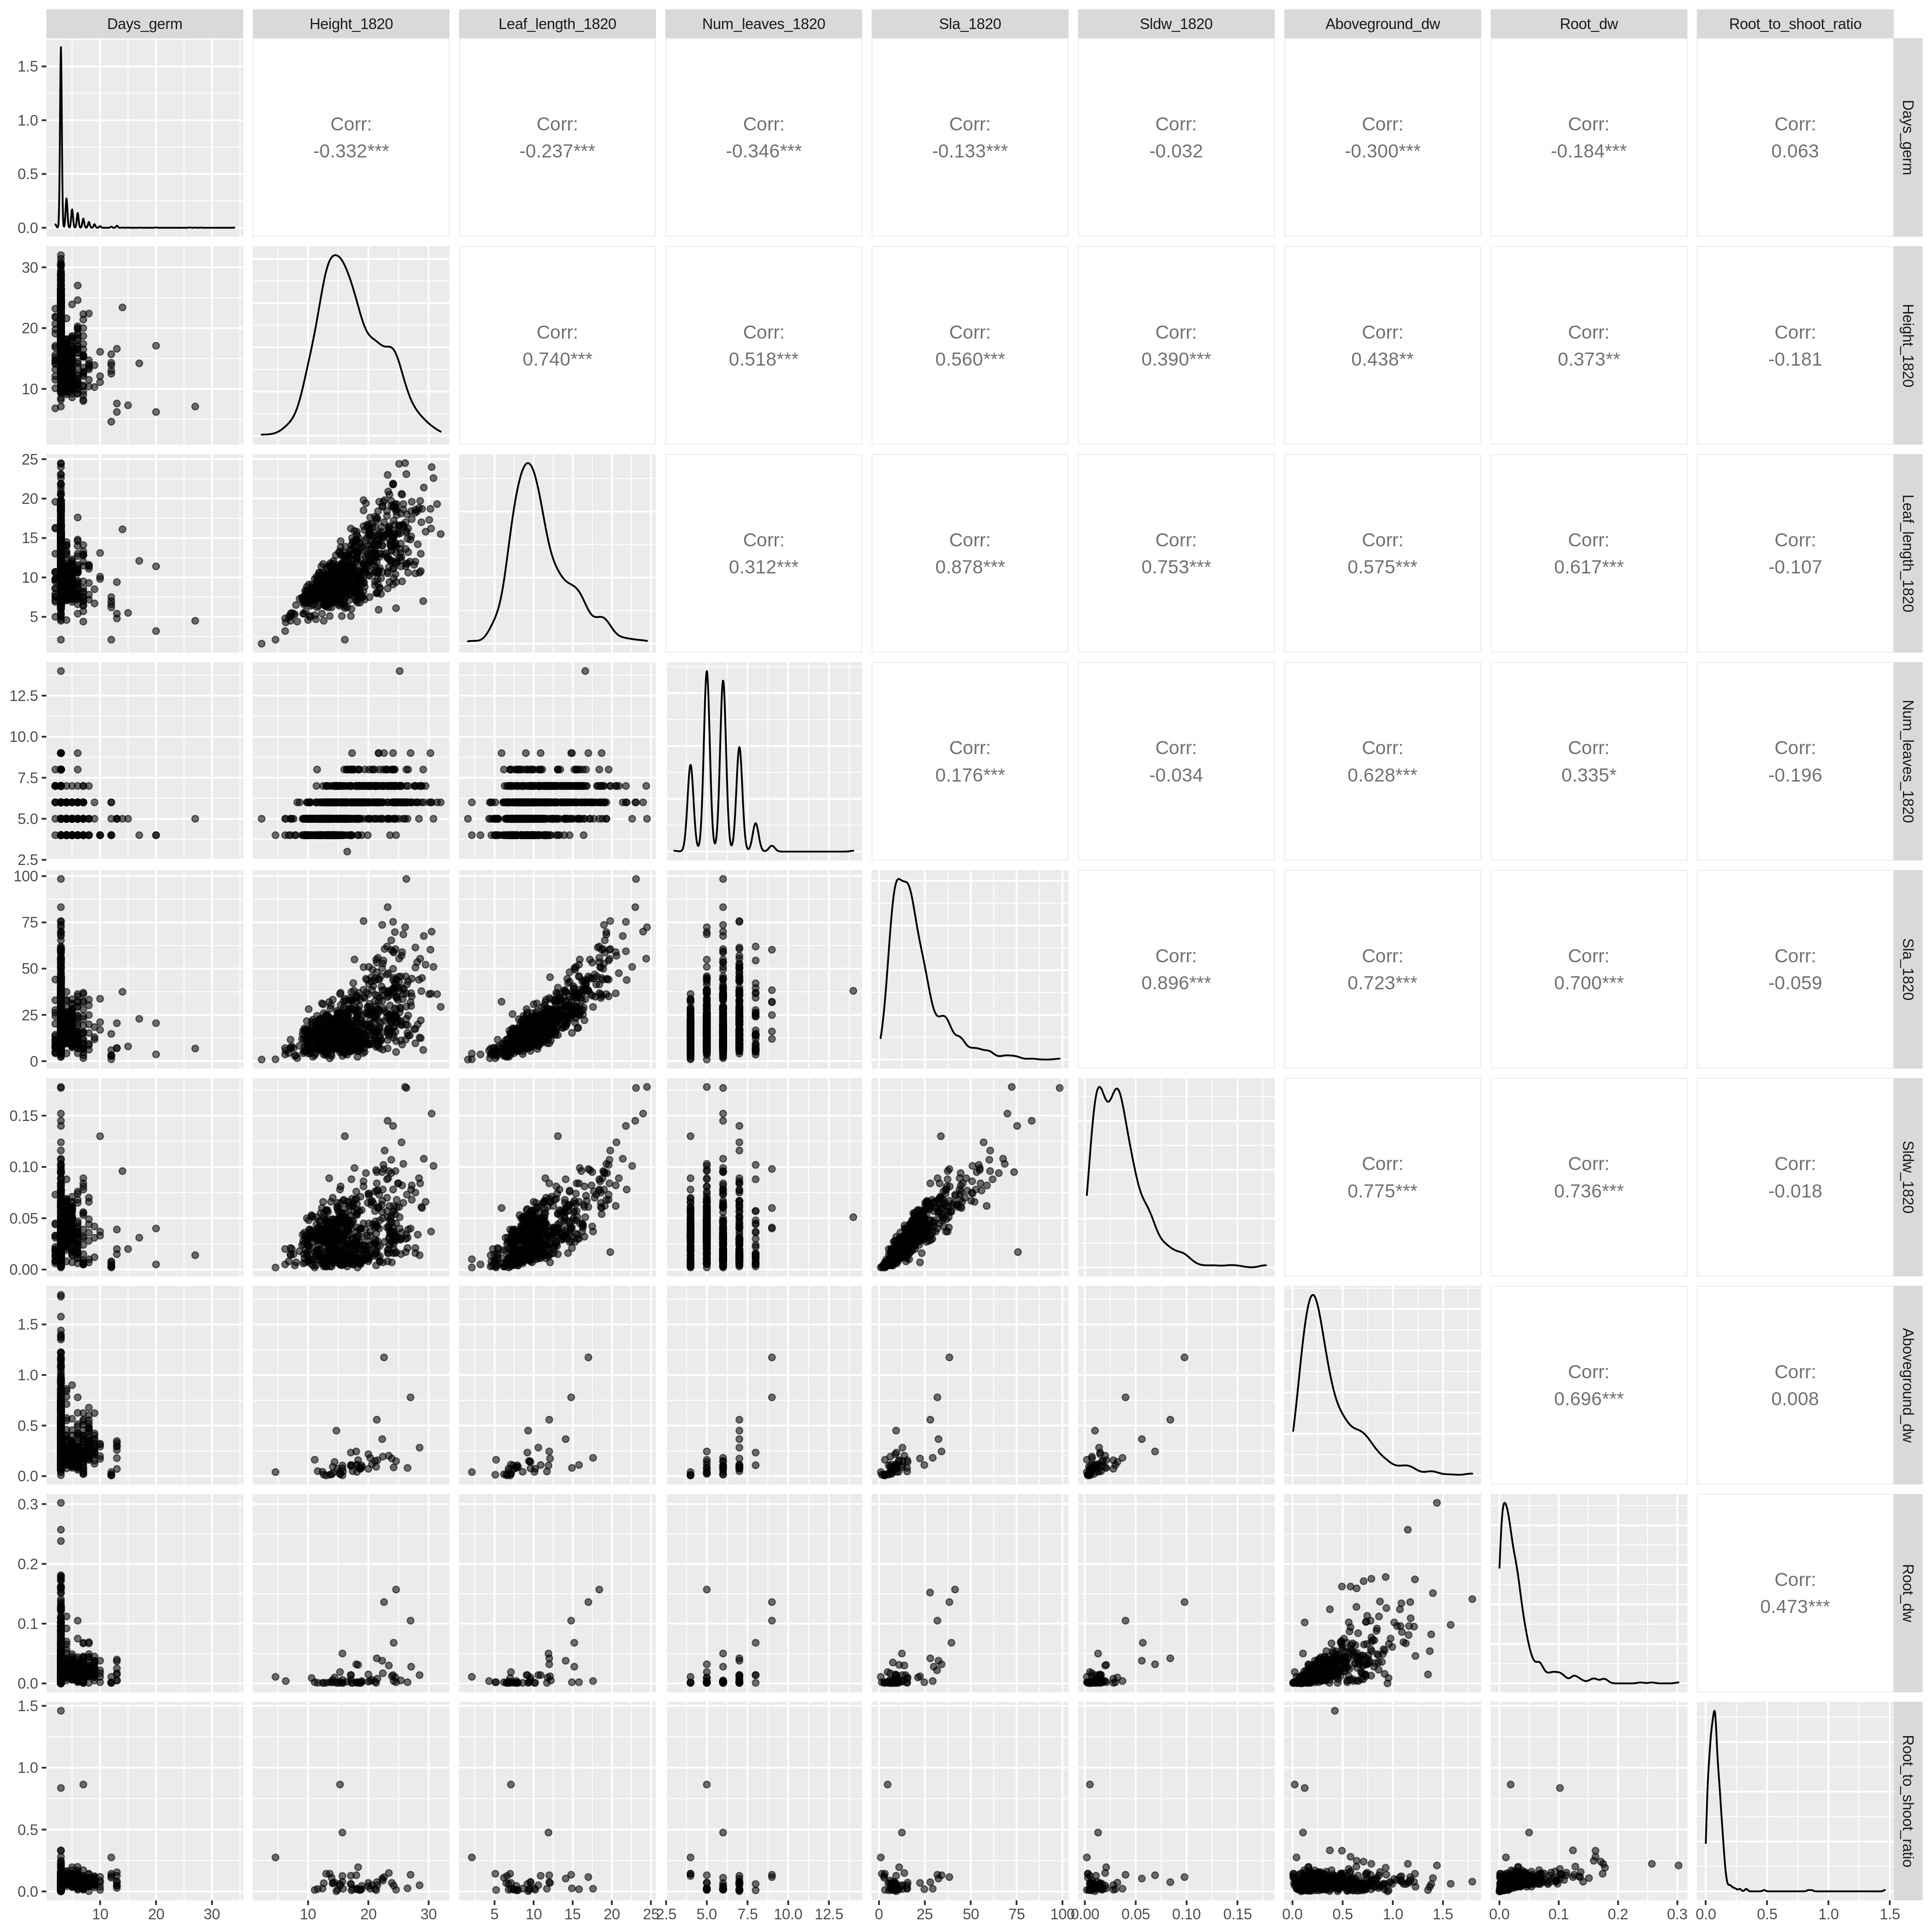 Days_germ
Height_1820
Leaf_length_1820
Num_leaves_1820
Sla_1820
Sldw_1820
Aboveground_dw
Root_dw
Root_to_shoot_ratio
1.5
1.0
0.5
0.0
Corr:
-0.332***
Corr:
-0.237***
Corr:
-0.346***
Corr:
-0.133***
Corr:
-0.032
Corr:
-0.300***
Corr:
-0.184***
Corr:
0.063
Days_germ
30
20
10
Corr:
0.740***
Corr:
0.518***
Corr:
0.560***
Corr:
0.390***
Corr:
0.438**
Corr:
0.373**
Corr:
-0.181
Height_1820
25
20
15
10
5
Corr:
0.312***
Corr:
0.878***
Corr:
0.753***
Corr:
0.575***
Corr:
0.617***
Corr:
-0.107
Leaf_length_1820
12.5
10.0
7.5
5.0
2.5
Corr:
0.176***
Corr:
-0.034
Corr:
0.628***
Corr:
0.335*
Corr:
-0.196
Num_leaves_1820
100
75
50
25
0
Corr:
0.896***
Corr:
0.723***
Corr:
0.700***
Corr:
-0.059
Sla_1820
0.15
0.10
0.05
0.00
Corr:
0.775***
Corr:
0.736***
Corr:
-0.018
Sldw_1820
1.5
1.0
0.5
0.0
Corr:
0.696***
Corr:
0.008
Aboveground_dw
0.3
0.2
0.1
0.0
Corr:
0.473***
Root_dw
1.5
1.0
0.5
0.0
Root_to_shoot_ratio
10 20 30
10 20 30
5 10 15 20 25
2.5 5.0 7.5 10.0 12.5
0 25 50 75 100
0.00 0.05 0.10 0.15
0.0 0.5 1.0 1.5
0.0 0.1 0.2 0.3
0.0 0.5 1.0 1.5